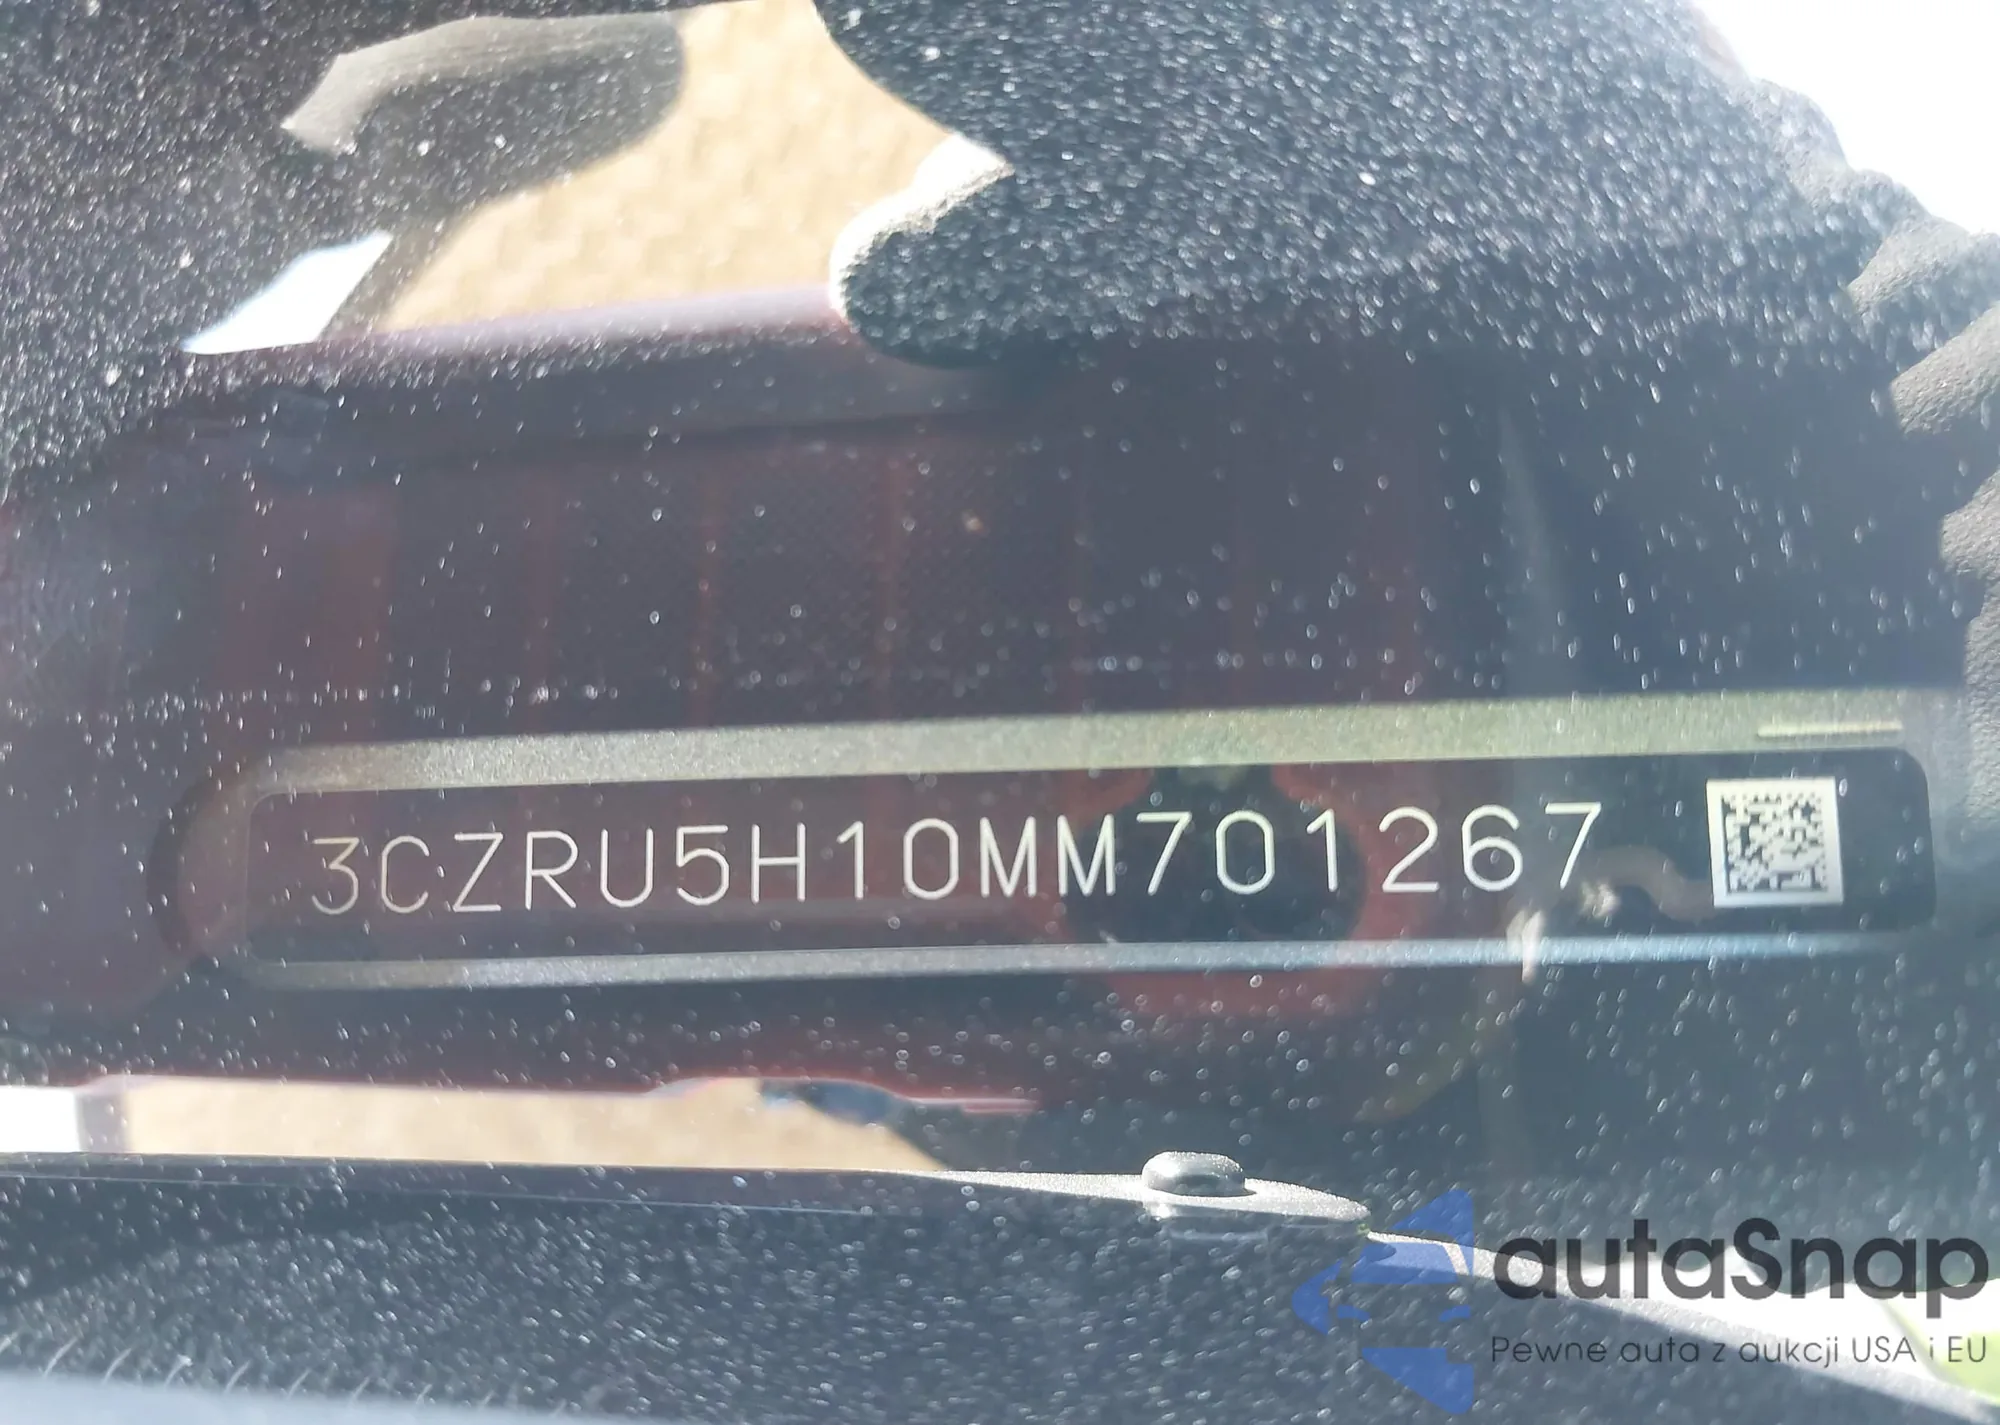 3CZRU5H10MM701267
autaSnap
Pewne auta z aukcji USA i EU